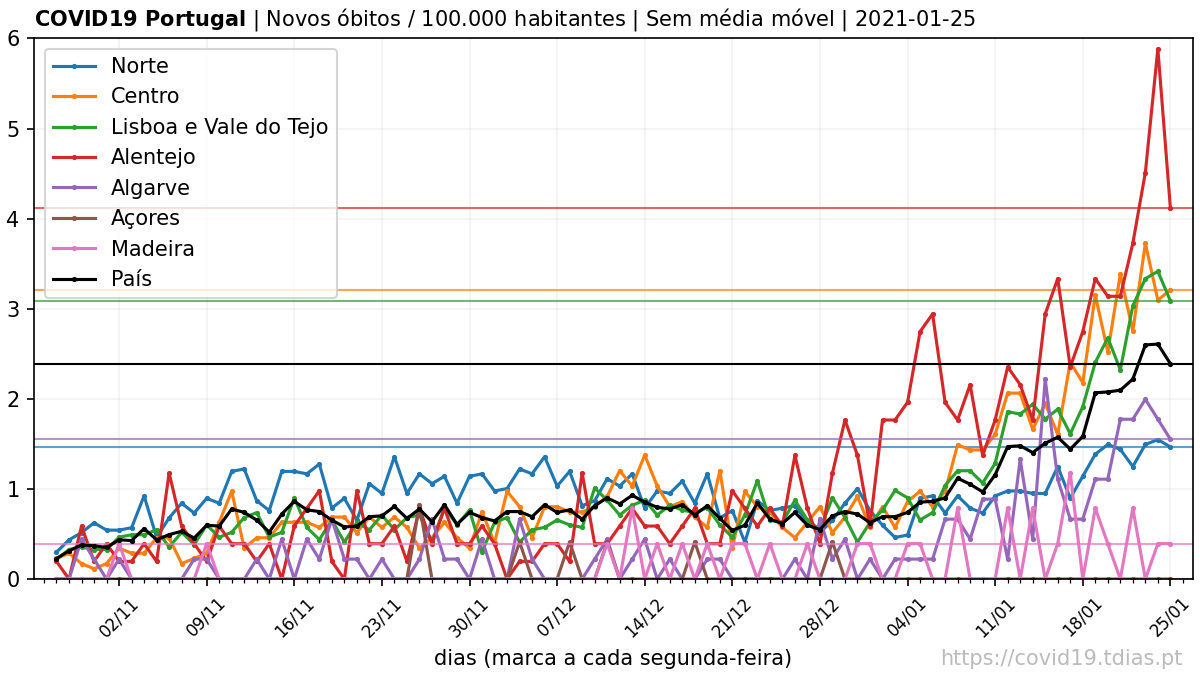 COVID19 Portugal | Novos óbitos / 100.000 habitantes | Sem média móvel | 2021-01-25
6
5
4
3
2
1
0
Norte
Centro
Lisboa e Vale do Tejo
Alentejo
Algarve
Açores
Madeira
País
02/11
09/11
16/11
23/11
30/11
07/12
14/12
21/12
28/12
04/01
11/01
18/01
25/01
dias (marca a cada segunda-feira)
https://covid19.tdias.pt